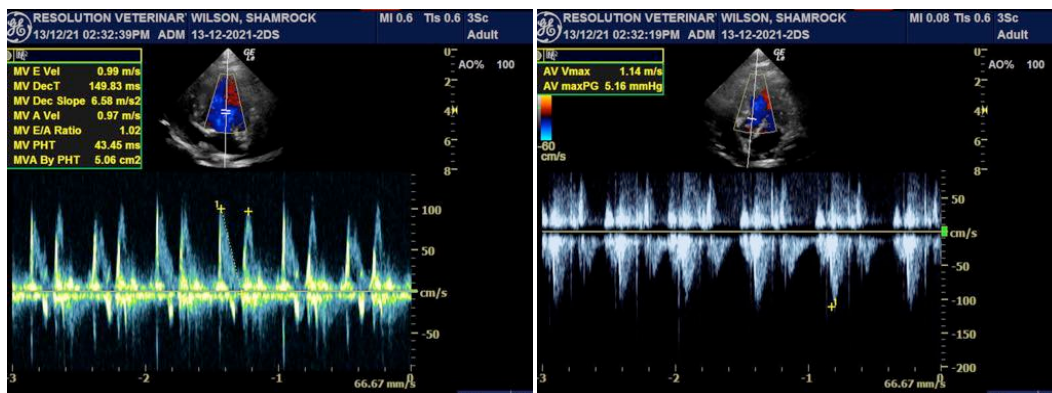 RESOLUTION VETERINAR' WILSON, SHAMROCK MI 0.6 TIs 0.6 3Sc
13/12/21 02:32:39PM ADM 13-12-2021-2DS Adult
GE
MV E Vel 0.99 m/s
MV DecT 149.83 ms
MV Dec Slope 6.58 m/s2
MV A Vel 0.97 m/s
MV E/A Ratio 1.02
MV PHT 43.45 ms
MVA By PHT 5.06 cm2
0
AO% 100
2
4
6
8
1
100
50
cm/s
-50
-3 -2 -1 0
66.67 mm/s
RESOLUTION VETERINAR' WILSON, SHAMROCK MI 0.08 TIs 0.6 3Sc
13/12/21 02:32:19PM ADM 13-12-2021-2DS Adult
GE
AV Vmax 1.14 m/s
AV maxPG 5.16 mmHg
-60
cm/s
0
AO% 100
2
4
6
8
50
cm/s
-50
1
-100
-150
-200
-3 -2 -1 0
66.67 mm/s